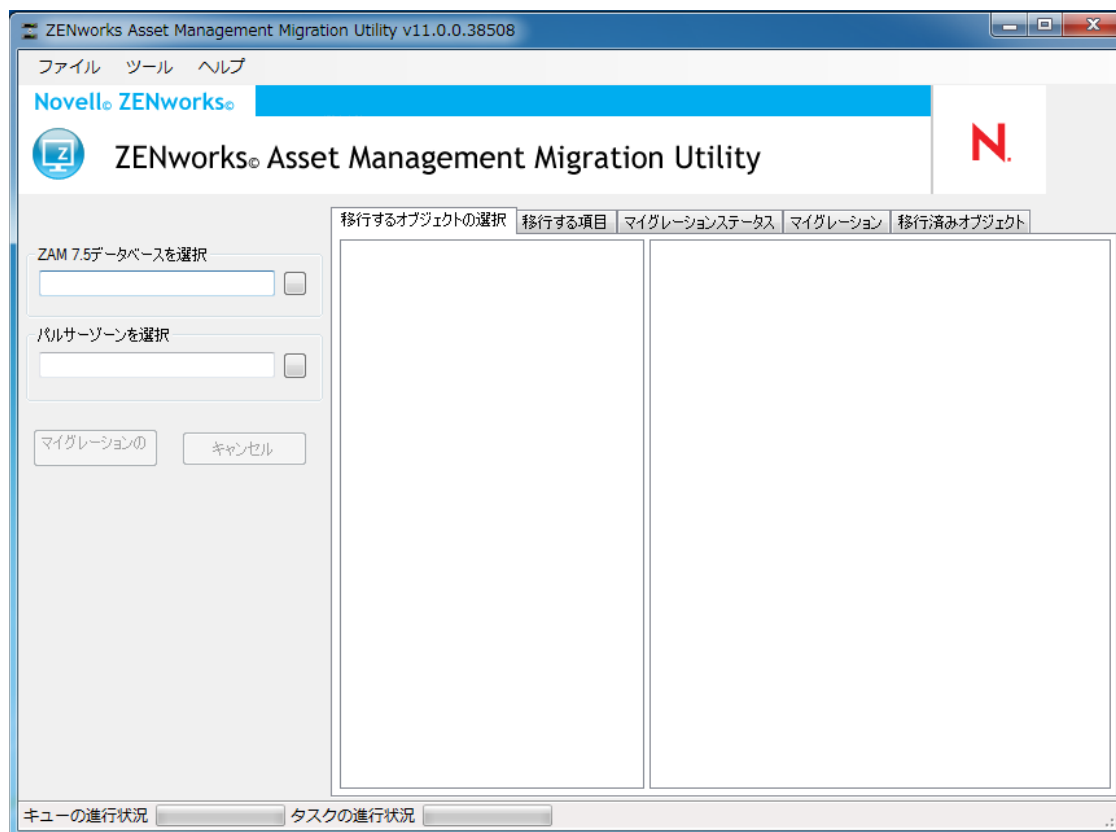 ZENworks Asset Management Migration Utility v11.0.0.38508
ファイル ツール ヘルプ
Novell© ZENworks©
ZENworks© Asset Management Migration Utility
N.
移行するオブジェクトの選択 移行する項目 マイグレーションステータス マイグレーション 移行済みオブジェクト
ZAM 7.5データベースを選択
パルサーゾーンを選択
マイグレーションの キャンセル
キューの進行状況 タスクの進行状況